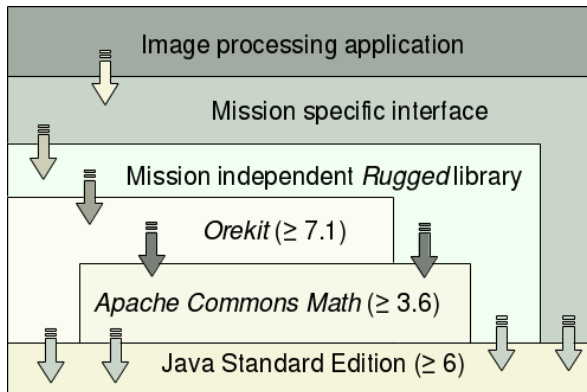 Image processing application
Mission specific interface
Mission independent Rugged library
Orekit (≥ 7.1)
Apache Commons Math (≥ 3.6)
Java Standard Edition (≥ 6)